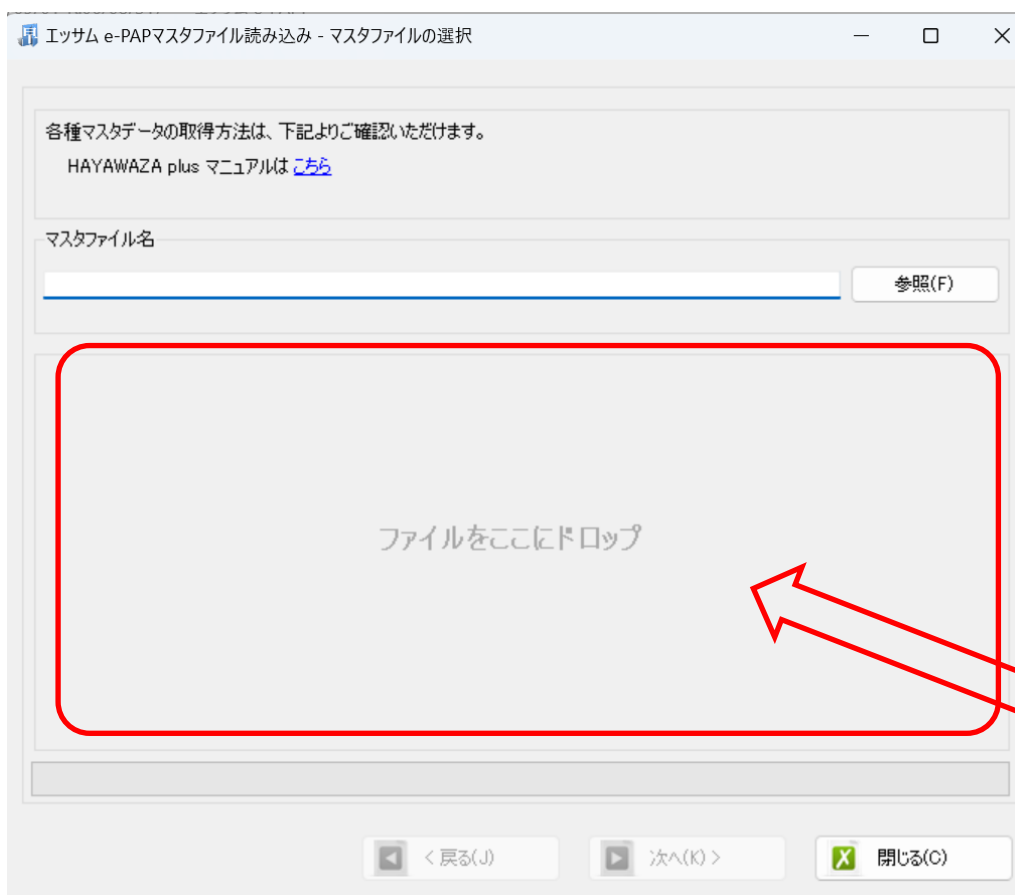 エッサム e-PAPマスタファイル読み込み - マスタファイルの選択
各種マスタデータの取得方法は、下記よりご確認いただけます。
HAYAWAZA plus マニュアルは こちら
マスタファイル名
参照(F)
ファイルをここにドロップ
< 戻る(J)
次へ(K) >
閉じる(C)